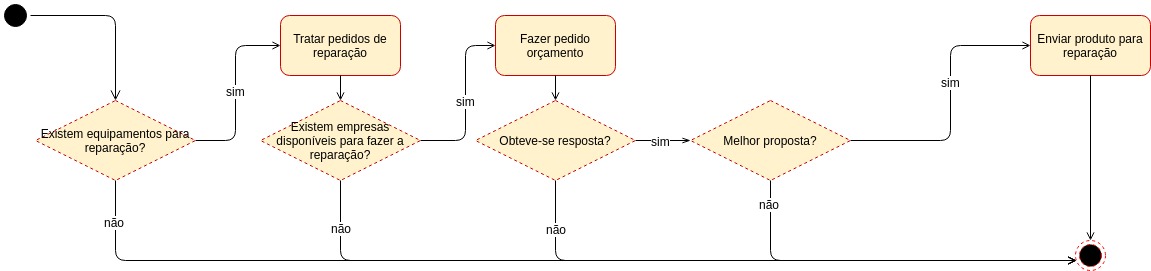 Existem equipamentos para
reparação?
sim
não
Tratar pedidos de
reparação
Existem empresas
disponíveis para fazer a
reparação?
sim
não
Fazer pedido
orçamento
Obteve-se resposta?
sim
não
Melhor proposta?
sim
não
Enviar produto para
reparação